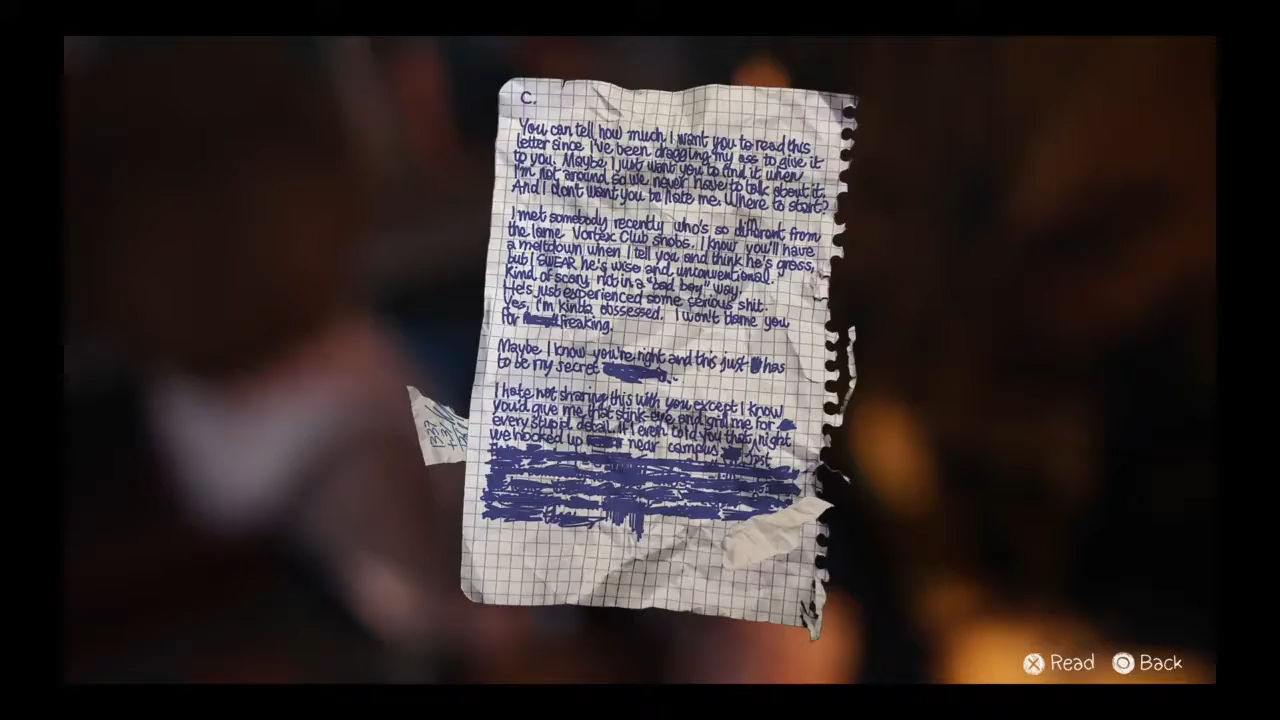 C.
You can tell how much I want you to read this
letter since I've been dragging my ass to give it
to you. Maybe I just want you to find it when
I'm not around so we never have to talk about it.
And I don't want you to hate me. Where to start?
I met somebody recently who's so different from
the lame Vortex Club snobs. I know you'll have
a meltdown when I tell you and think he's gross,
but I SWEAR he's wise and unconventional.
Kind of scary, not in a "bad boy" way.
He's just experienced some serious shit.
Yes, I'm kinda obsessed. I won't blame you
for freaking.
Maybe I know you're right and this just has
to be my secret
I hate not sharing this with you except I know
you'd give me that stink-eye and grill me for
every stupid detail. If I even told you that night
we hooked up near campus just
1337
Read
Back